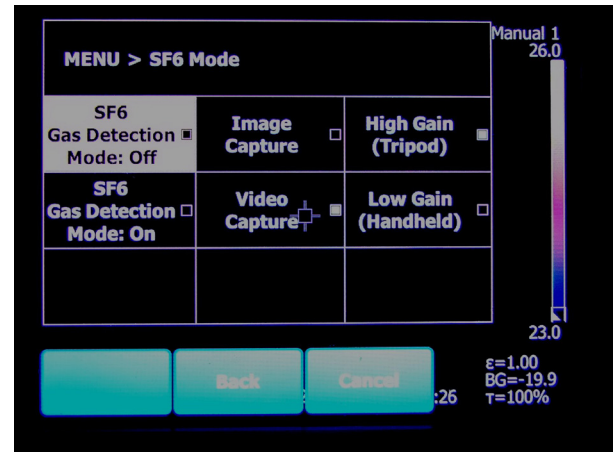 MENU > SF6 Mode
Manual 1
26.0
SF6
Gas Detection
Mode: Off
Image
Capture
High Gain
(Tripod)
SF6
Gas Detection
Mode: On
Video
Capture
Low Gain
(Handheld)
23.0
Back
Cancel
:26
ε=1.00
BG=-19.9
τ=100%